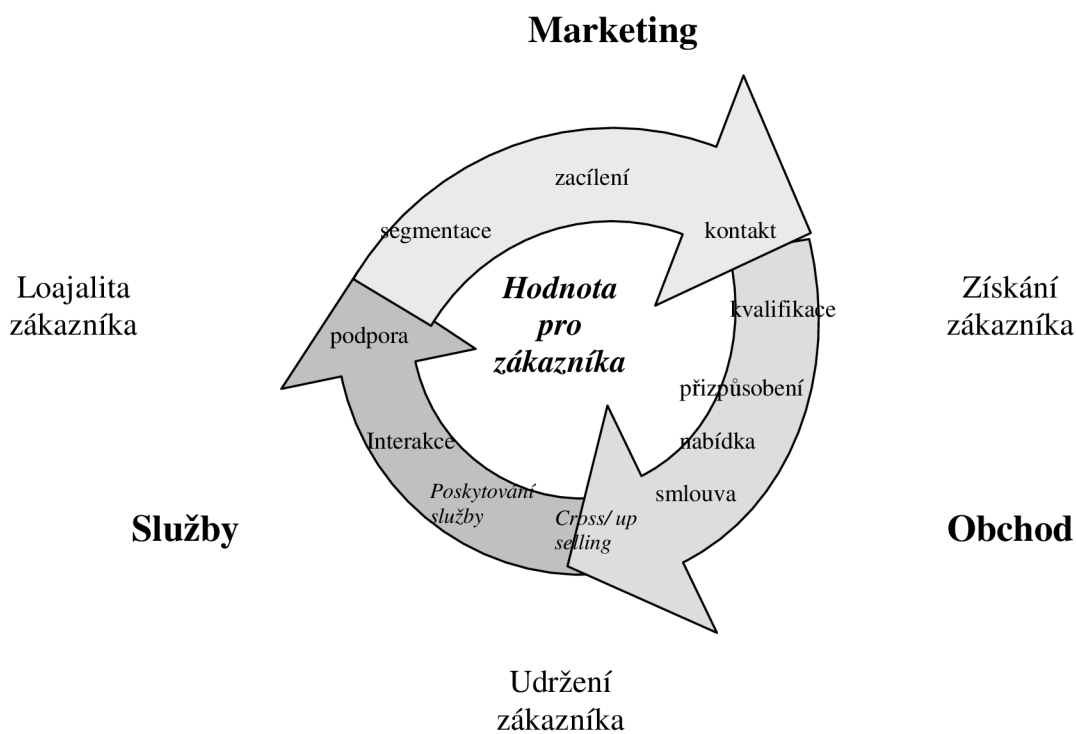 Marketing
zacílení
segmentace
kontakt
Loajalita
zákazníka
Hodnota
pro
zákazníka
Získání
zákazníka
kvalifikace
podpora
přizpůsobení
Interakce
nabídka
Poskytování
služby
smlouva
Cross/ up
selling
Služby
Obchod
Udržení
zákazníka